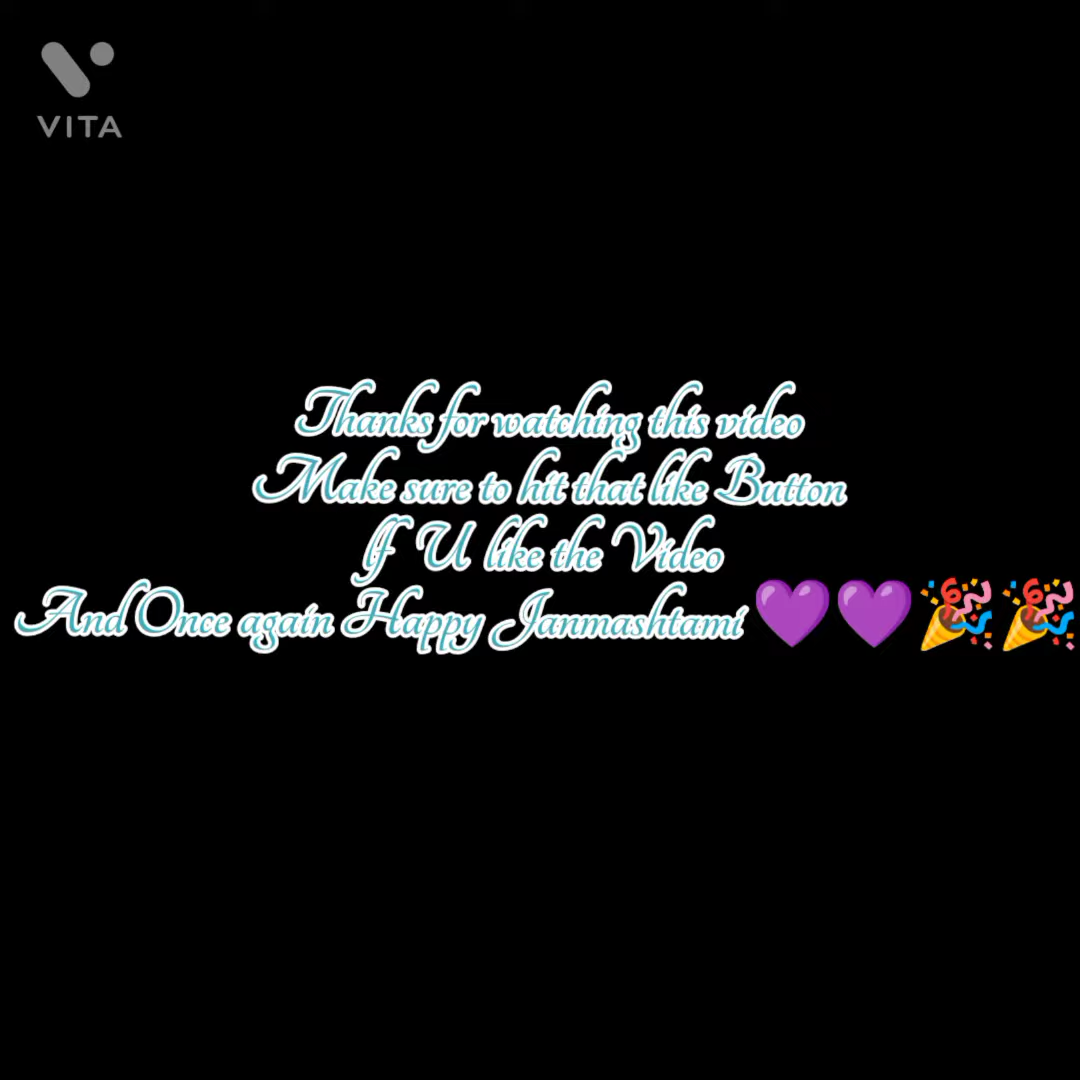 VITA
Thanks for watching this video
Make sure to hit that like Button
If U like the Video
And Once again Happy Janmashtami 💜💜🎉🎉